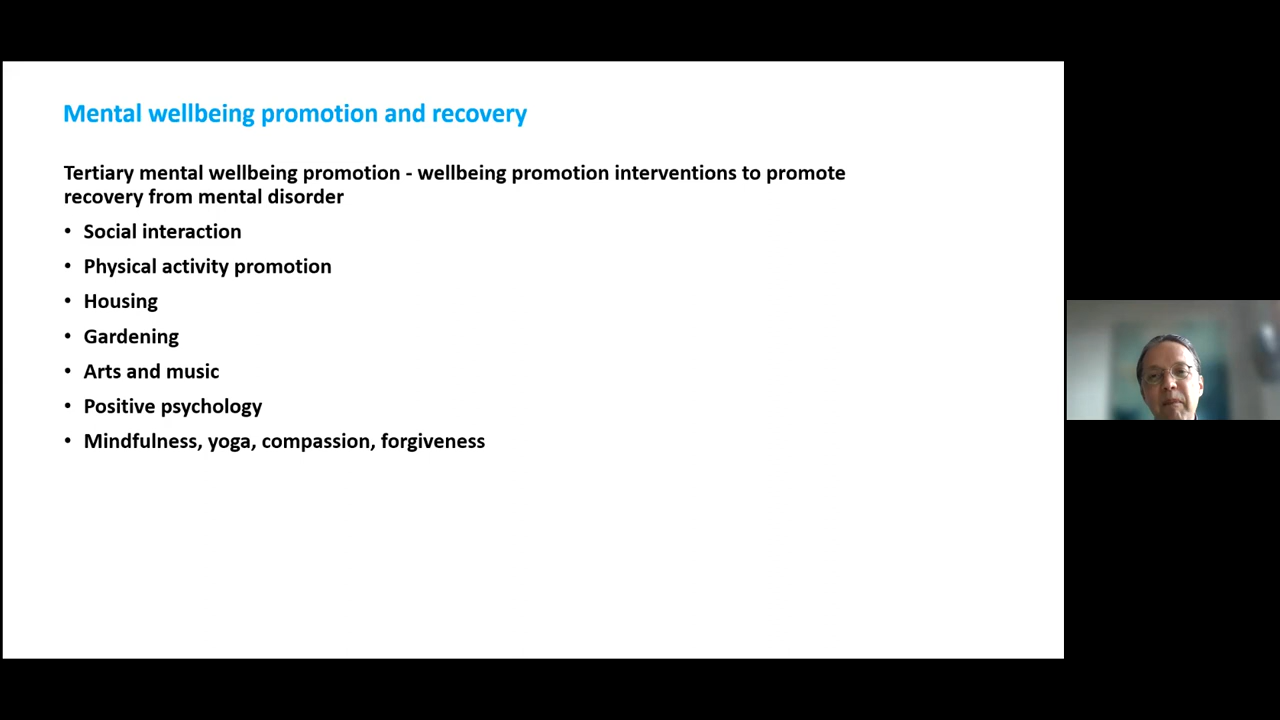 Mental wellbeing promotion and recovery
Tertiary mental wellbeing promotion - wellbeing promotion interventions to promote
recovery from mental disorder
• Social interaction
• Physical activity promotion
• Housing
• Gardening
• Arts and music
• Positive psychology
• Mindfulness, yoga, compassion, forgiveness